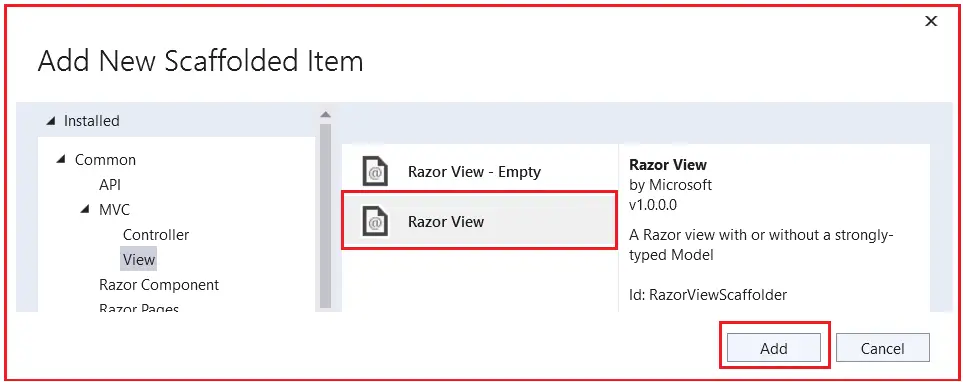 Add New Scaffolded Item
Installed
Common
API
MVC
Controller
View
Razor Component
Razor Pages
Razor View - Empty
Razor View
Razor View
by Microsoft
v1.0.0.0
A Razor view with or without a strongly-
typed Model
Id: RazorViewScaffolder
Add
Cancel